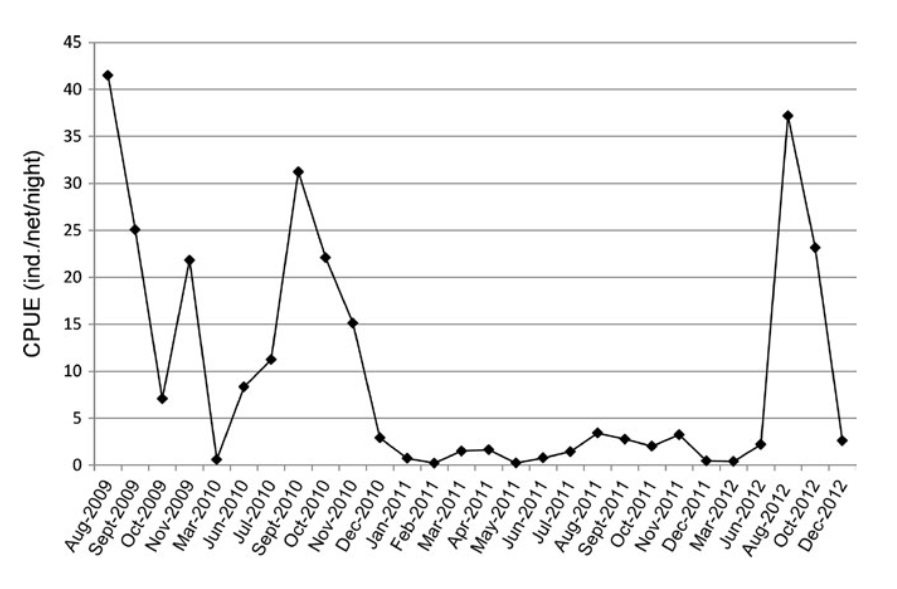 45
40
35
30
25
20
15
10
5
0
CPUE (ind./net/night)
Aug-2009
Sept-2009
Oct-2009
Nov-2009
Mar-2010
Jun-2010
Jul-2010
Sept-2010
Oct-2010
Nov-2010
Dec-2010
Jan-2011
Feb-2011
Mar-2011
Apr-2011
May-2011
Jun-2011
Jul-2011
Aug-2011
Sept-2011
Oct-2011
Nov-2011
Dec-2011
Mar-2012
Jun-2012
Aug-2012
Oct-2012
Dec-2012